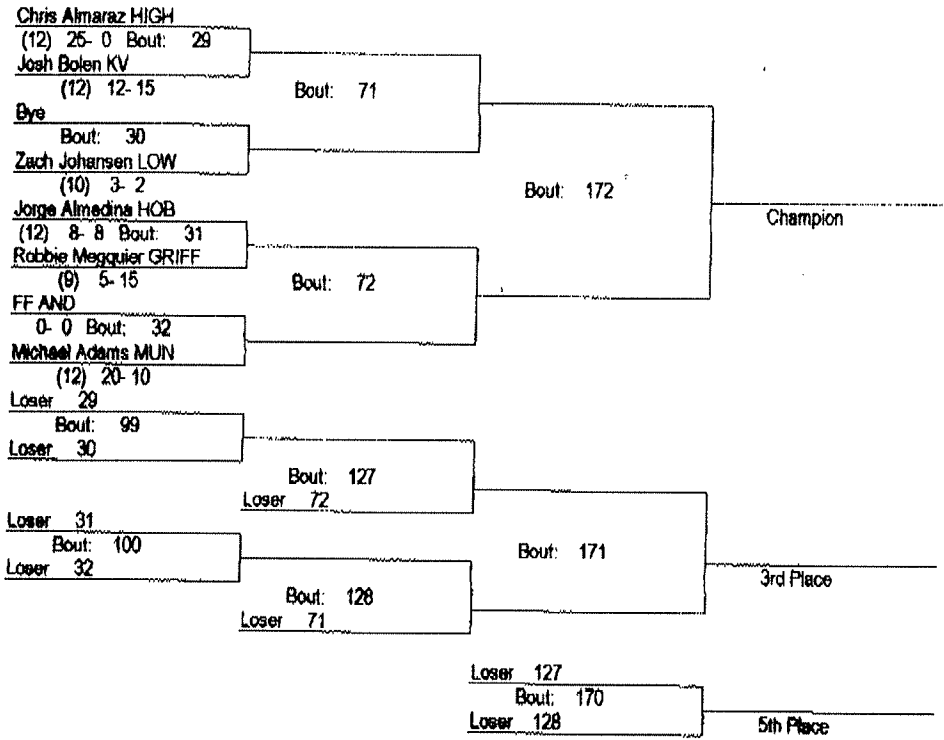 Chris Almaraz HIGH
(12) 25- 0 Bout: 29
Josh Bolen KV
(12) 12- 15
Bout: 71
Bye
Bout: 30
Zach Johansen LOW
(10) 3- 2
Bout: 172
Jorge Almedina HOB
(12) 8- 8 Bout: 31
Champion
Robbie Megquier GRIFF
(9) 5- 15
Bout: 72
FF AND
0- 0 Bout: 32
Michael Adams MUN
(12) 20- 10
Loser 29
Bout: 99
Loser 30
Bout: 127
Loser 72
Loser 31
Bout: 100
Loser 32
Bout: 171
3rd Place
Bout: 128
Loser 71
Loser 127
Bout: 170
Loser 128
5th Place